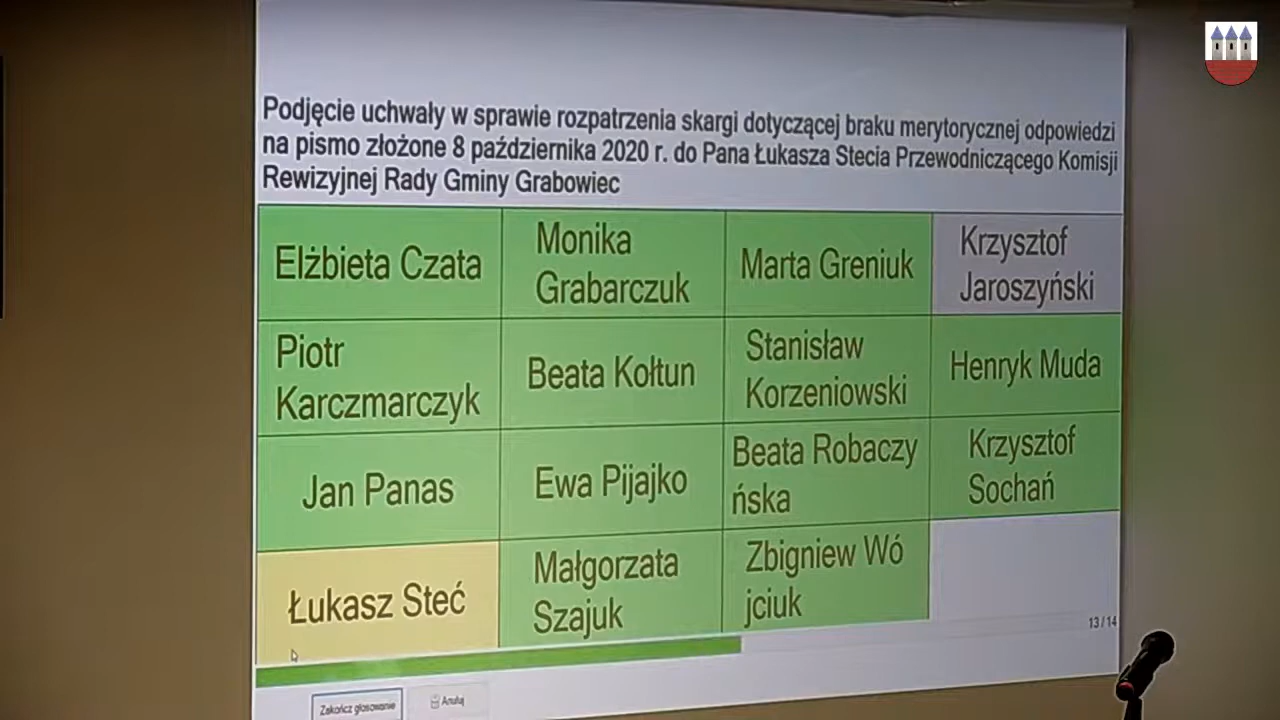 Podjęcie uchwały w sprawie rozpatrzenia skargi dotyczącej braku merytorycznej odpowiedzi
na pismo złożone 8 października 2020 r. do Pana Łukasza Stecia Przewodniczącego Komisji
Rewizyjnej Rady Gminy Grabowiec
Elżbieta Czata
Monika
Grabarczuk
Marta Greniuk
Krzysztof
Jaroszyński
Piotr
Karczmarczyk
Beata Kołtun
Stanisław
Korzeniowski
Henryk Muda
Jan Panas
Ewa Pijajko
Beata Robaczy
ńska
Krzysztof
Sochań
Łukasz Steć
Małgorzata
Szajuk
Zbigniew Wó
jciuk
13/14
Zakończ głosowanie
Anuluj